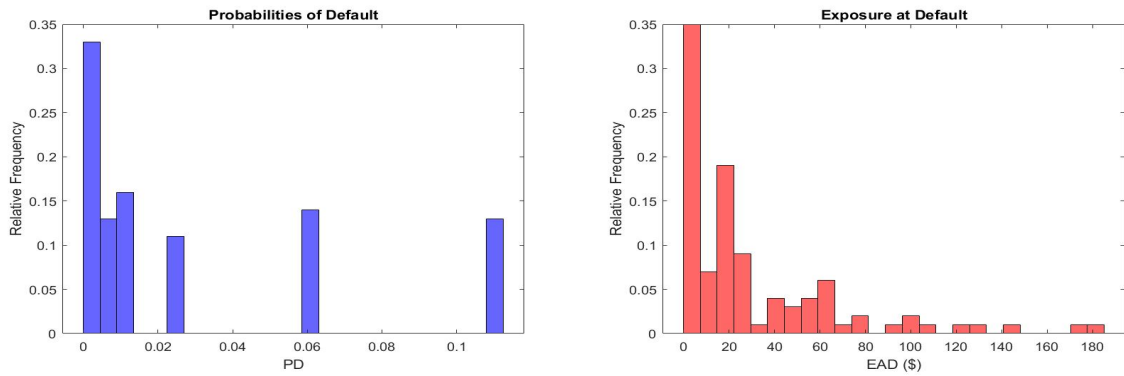 Probabilities of Default
0.35
0.3
0.25
0.2
0.15
0.1
0.05
0
Relative Frequency
0 0.02 0.04 0.06 0.08 0.1
PD
Exposure at Default
0.35
0.3
0.25
0.2
0.15
0.1
0.05
0
Relative Frequency
0 20 40 60 80 100 120 140 160 180
EAD ($)